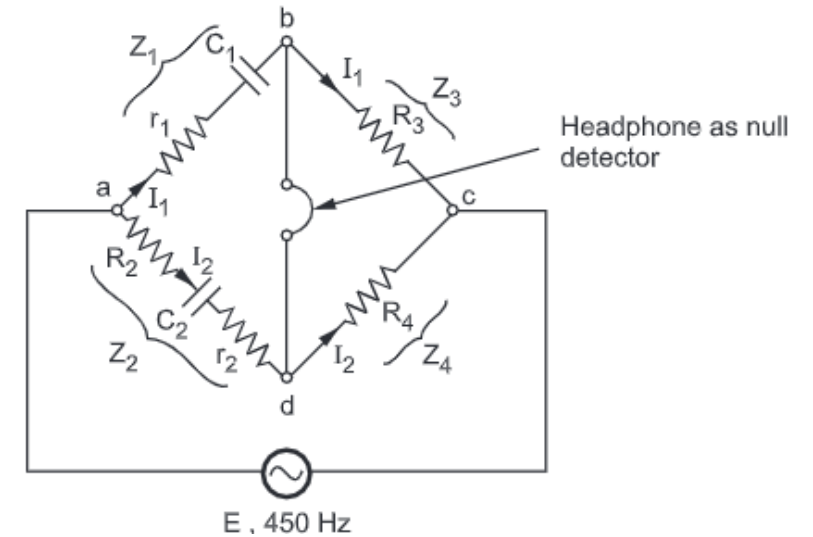 b
Z1
C1
I1
Z3
R3
r1
Headphone as null
detector
a
I1
c
R2
I2
C2
R4
Z2
r2
I2
Z4
d
E , 450 Hz